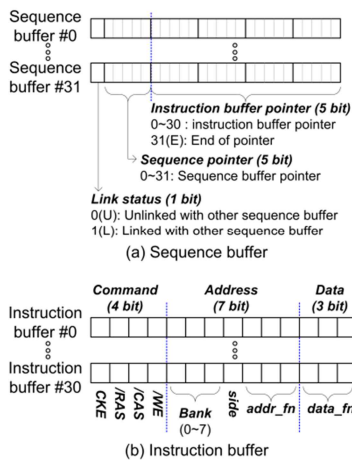 Sequence
buffer #0
Sequence
buffer #31
Instruction buffer pointer (5 bit)
0~30 : instruction buffer pointer
31(E): End of pointer
Sequence pointer (5 bit)
0~31: Sequence buffer pointer
Link status (1 bit)
0(U): Unlinked with other sequence buffer
1(L): Linked with other sequence buffer
(a) Sequence buffer
Command Address Data
(4 bit) (7 bit) (3 bit)
Instruction
buffer #0
Instruction
buffer #30
CKE /RAS /CAS /WE Bank side addr_fn data_fn
(0~7)
(b) Instruction buffer